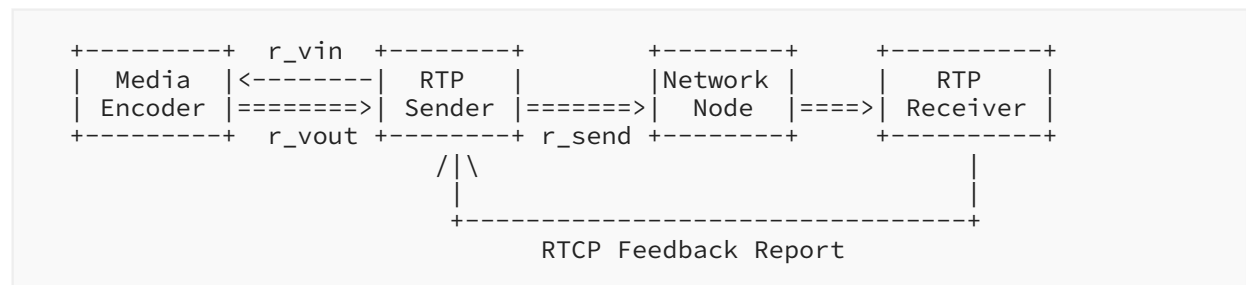 r_vin
Media RTP Network RTP
Encoder Sender Node Receiver
r_vout r_send
RTCP Feedback Report